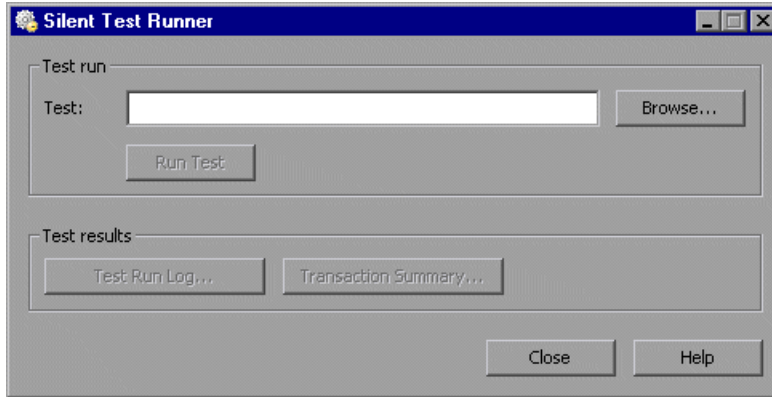 Silent Test Runner
Test run
Test:
Browse...
Run Test
Test results
Test Run Log...
Transaction Summary...
Close
Help